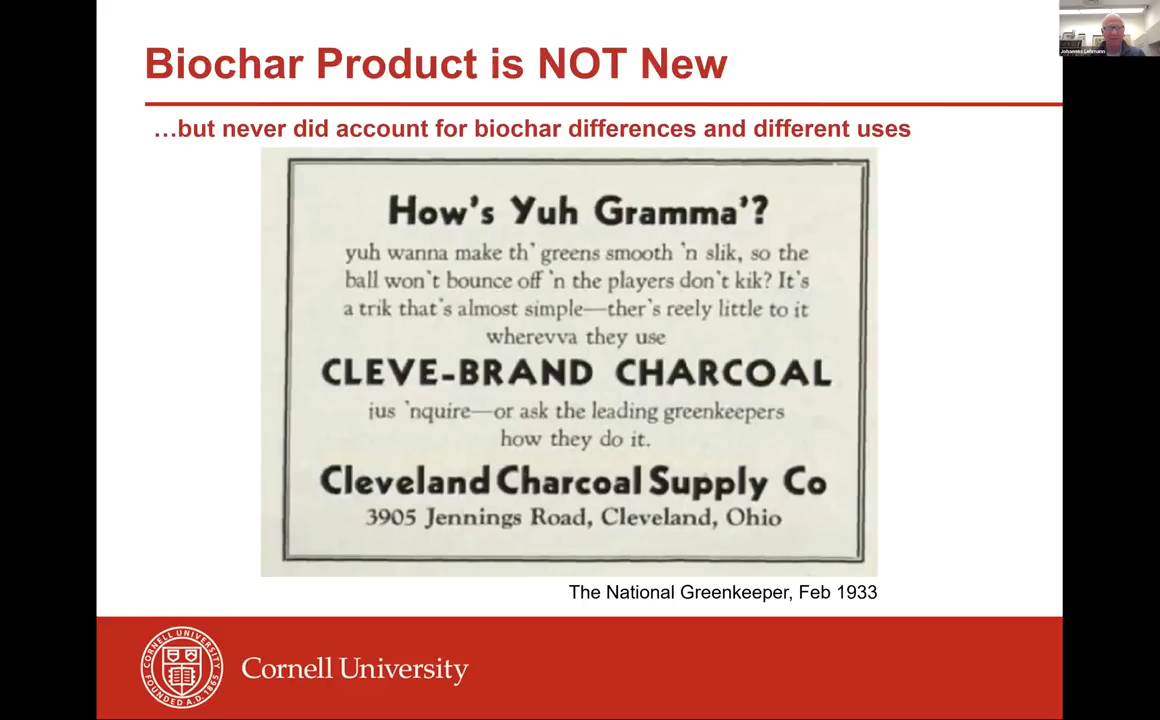 Biochar Product is NOT New
…but never did account for biochar differences and different uses
How's Yuh Gramma'?
yuh wanna make th' greens smooth 'n slik, so the
ball won't bounce off 'n the players don't kik? It's
a trik that's almost simple—ther's reely little to it
wherevva they use
CLEVE-BRAND CHARCOAL
jus 'nquire—or ask the leading greenkeepers
how they do it.
Cleveland Charcoal Supply Co
3905 Jennings Road, Cleveland, Ohio
The National Greenkeeper, Feb 1933
CORNELL UNIVERSITY
FOUNDED A.D. 1865
Cornell University
Johannes Lehmann